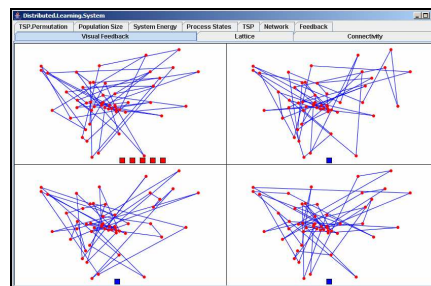 Distributed.Learning.System
TSP.Permutation Population Size System Energy Process States TSP Network Feedback
Visual Feedback Lattice Connectivity